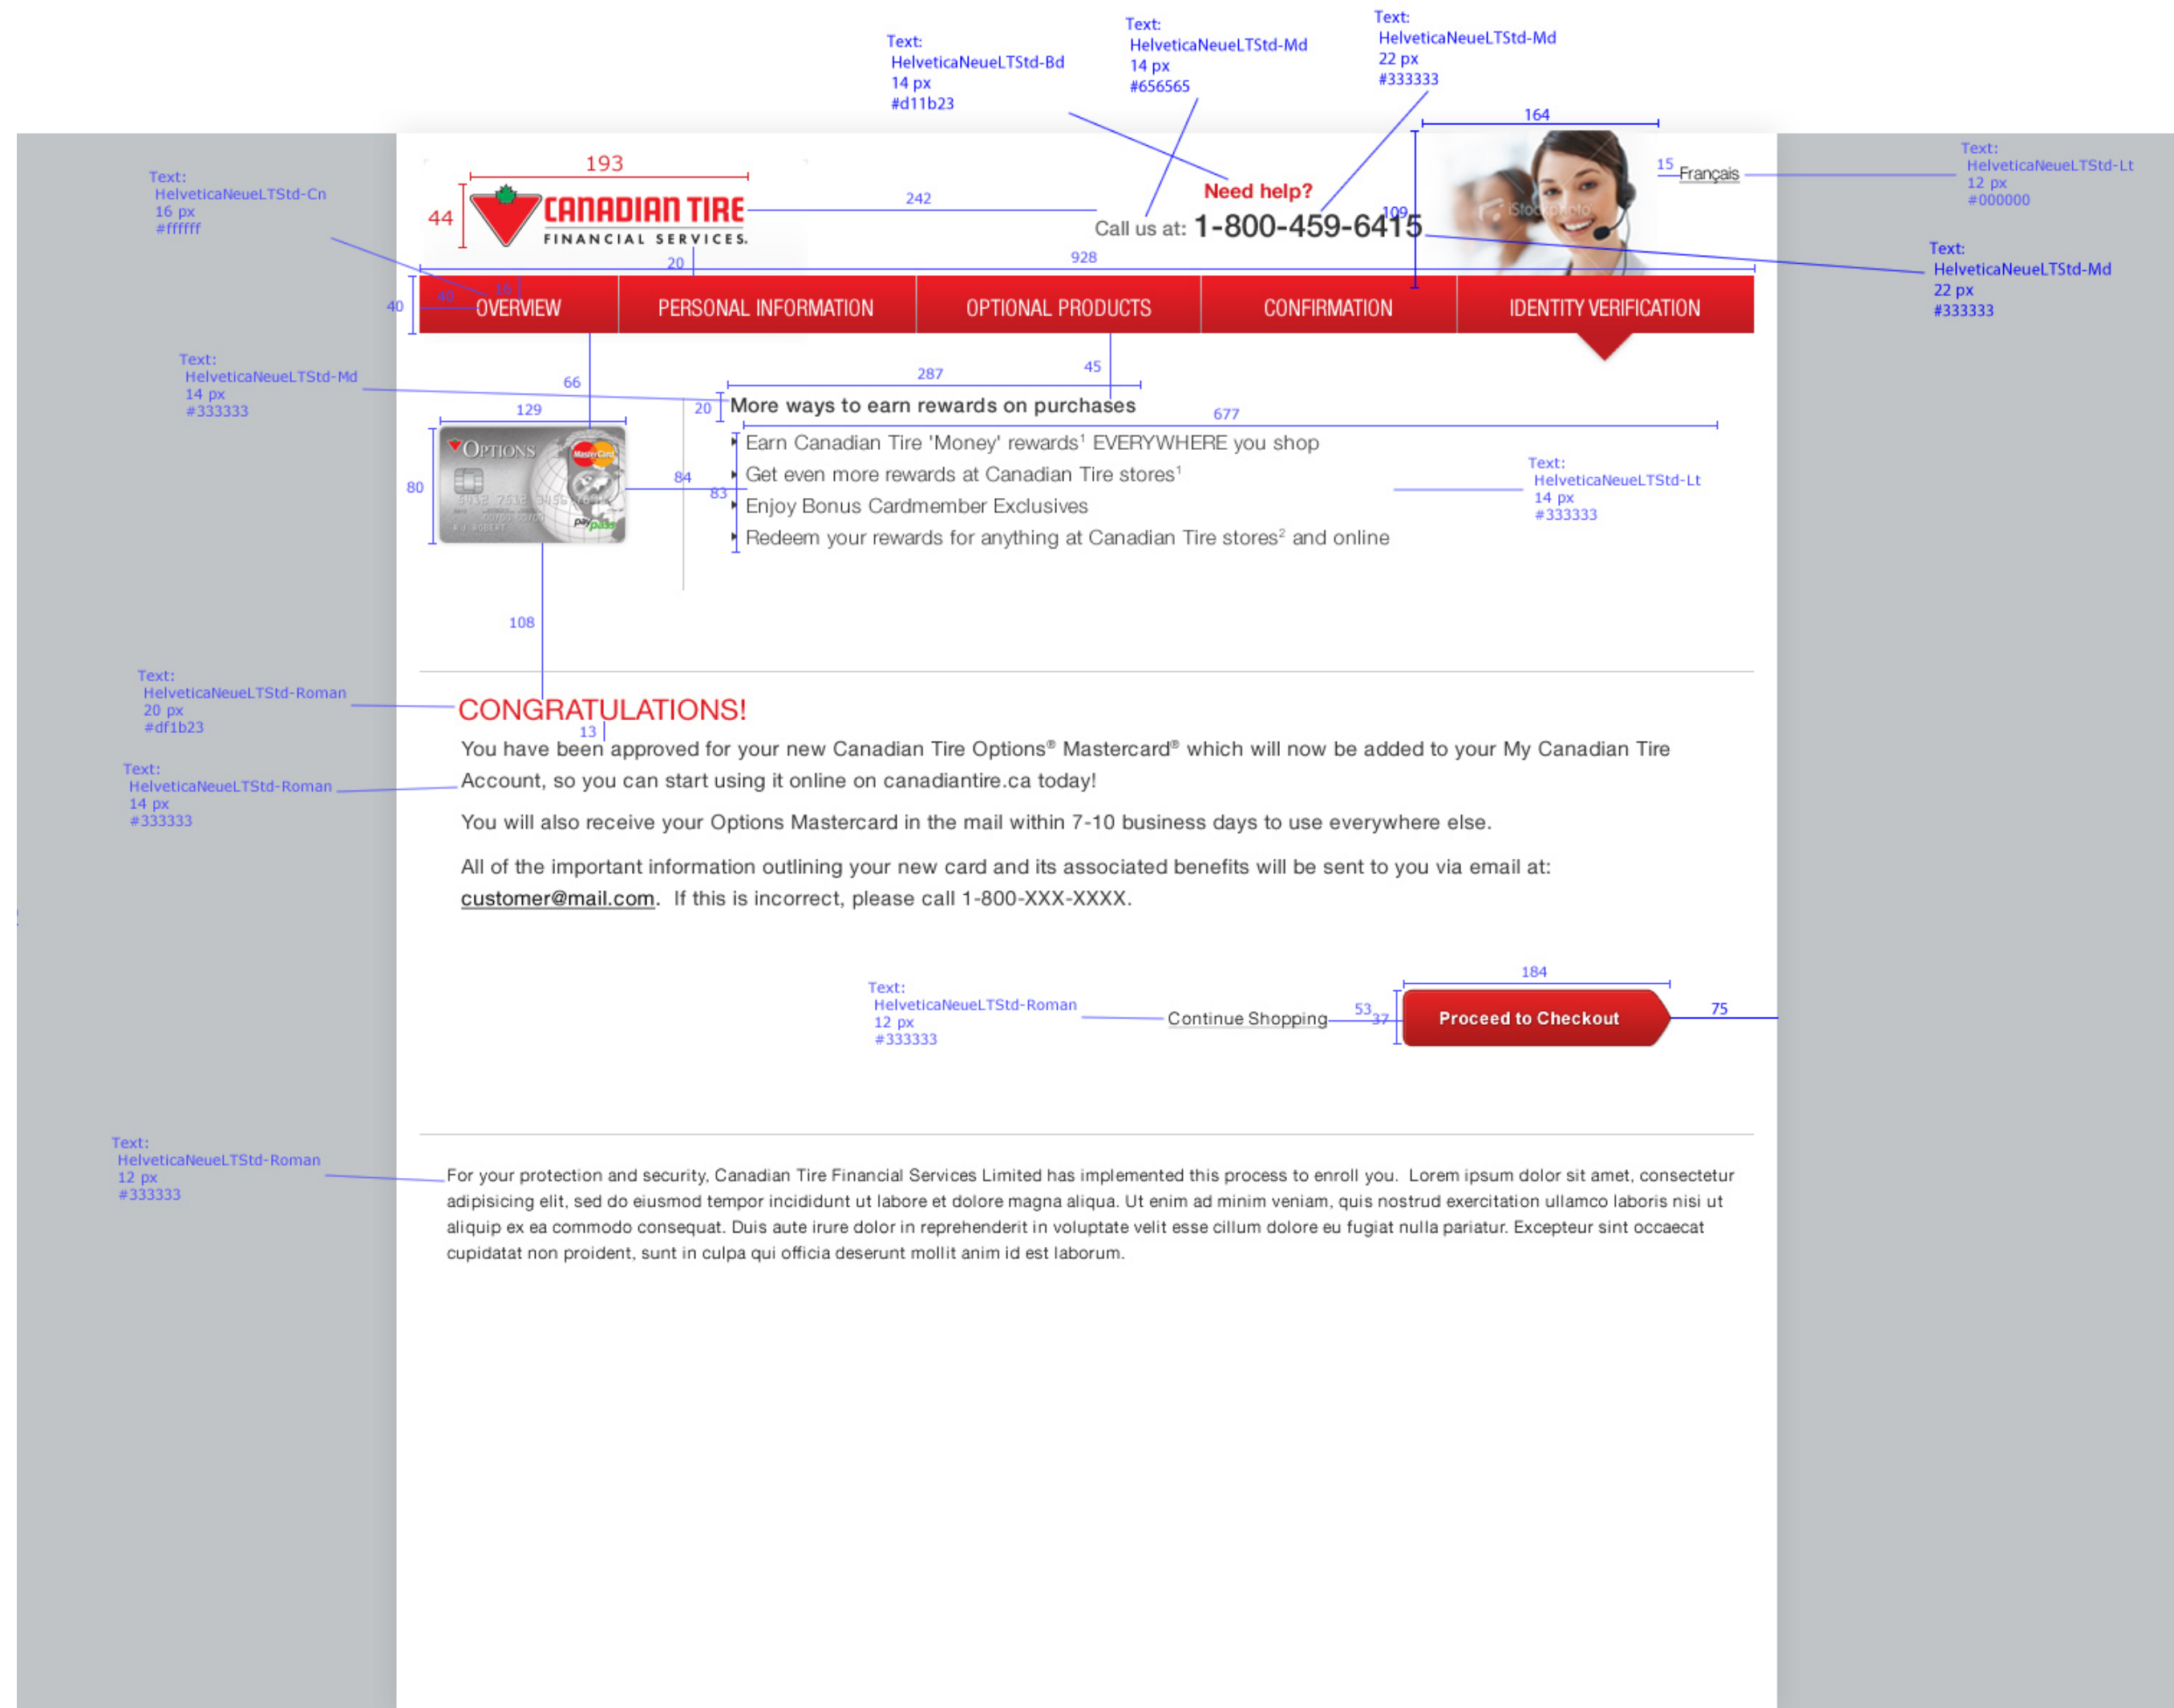 Text:
HelveticaNeueLTStd-Bd
14 px
#d11b23
Text:
HelveticaNeueLTStd-Md
14 px
#656565
Text:
HelveticaNeueLTStd-Md
22 px
#333333
164
Text:
HelveticaNeueLTStd-Cn
16 px
#ffffff
193
44
CANADIAN TIRE
FINANCIAL SERVICES.
242
Need help?
Call us at: 1-800-459-6415
109
iStockphoto
15
Français
Text:
HelveticaNeueLTStd-Lt
12 px
#000000
Text:
HelveticaNeueLTStd-Md
22 px
#333333
20
928
40
40
16
OVERVIEW
PERSONAL INFORMATION
OPTIONAL PRODUCTS
CONFIRMATION
IDENTITY VERIFICATION
Text:
HelveticaNeueLTStd-Md
14 px
#333333
66
287
45
129
20
More ways to earn rewards on purchases
677
80
OPTIONS
MasterCard
84
83
Earn Canadian Tire 'Money' rewards¹ EVERYWHERE you shop
Get even more rewards at Canadian Tire stores¹
Enjoy Bonus Cardmember Exclusives
Redeem your rewards for anything at Canadian Tire stores² and online
Text:
HelveticaNeueLTStd-Lt
14 px
#333333
108
Text:
HelveticaNeueLTStd-Roman
20 px
#df1b23
CONGRATULATIONS!
13
Text:
HelveticaNeueLTStd-Roman
14 px
#333333
You have been approved for your new Canadian Tire Options® Mastercard® which will now be added to your My Canadian Tire
Account, so you can start using it online on canadiantire.ca today!
You will also receive your Options Mastercard in the mail within 7-10 business days to use everywhere else.
All of the important information outlining your new card and its associated benefits will be sent to you via email at:
customer@mail.com. If this is incorrect, please call 1-800-XXX-XXXX.
Text:
HelveticaNeueLTStd-Roman
12 px
#333333
Continue Shopping
53
37
184
Proceed to Checkout
75
Text:
HelveticaNeueLTStd-Roman
12 px
#333333
For your protection and security, Canadian Tire Financial Services Limited has implemented this process to enroll you. Lorem ipsum dolor sit amet, consectetur
adipisicing elit, sed do eiusmod tempor incididunt ut labore et dolore magna aliqua. Ut enim ad minim veniam, quis nostrud exercitation ullamco laboris nisi ut
aliquip ex ea commodo consequat. Duis aute irure dolor in reprehenderit in voluptate velit esse cillum dolore eu fugiat nulla pariatur. Excepteur sint occaecat
cupidatat non proident, sunt in culpa qui officia deserunt mollit anim id est laborum.